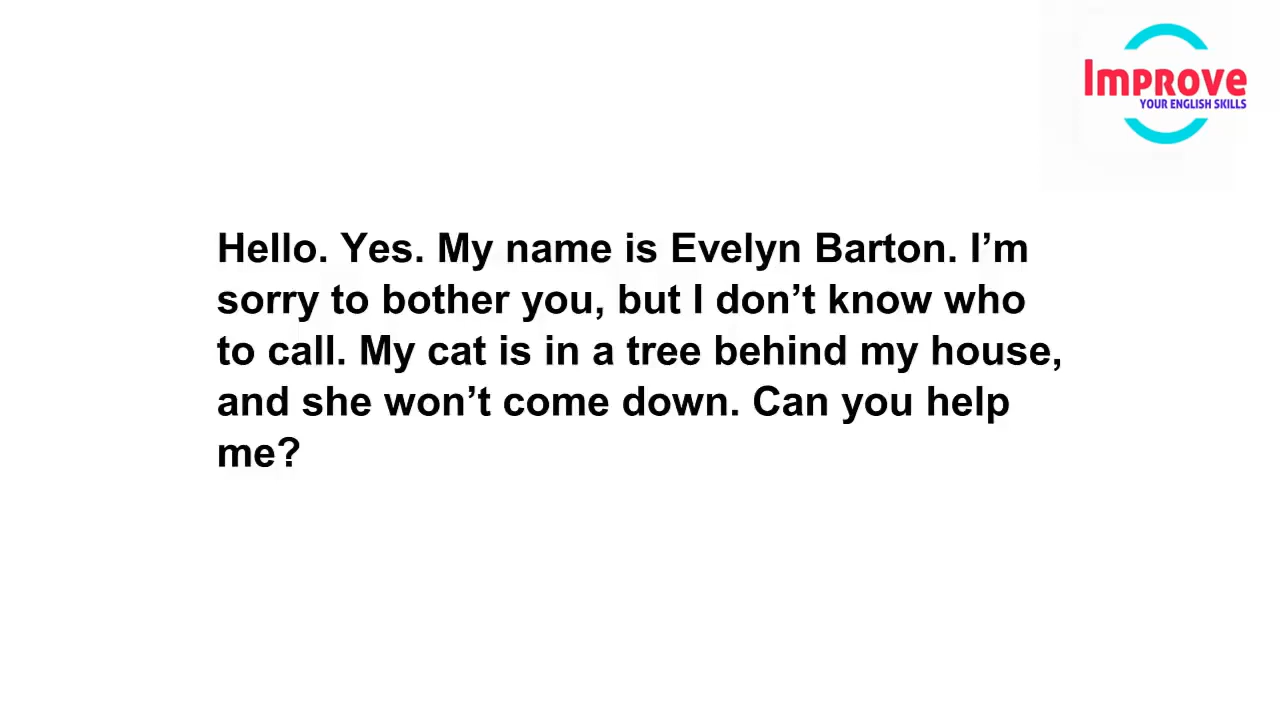 Improve
YOUR ENGLISH SKILLS
Hello. Yes. My name is Evelyn Barton. I’m
sorry to bother you, but I don’t know who
to call. My cat is in a tree behind my house,
and she won’t come down. Can you help
me?